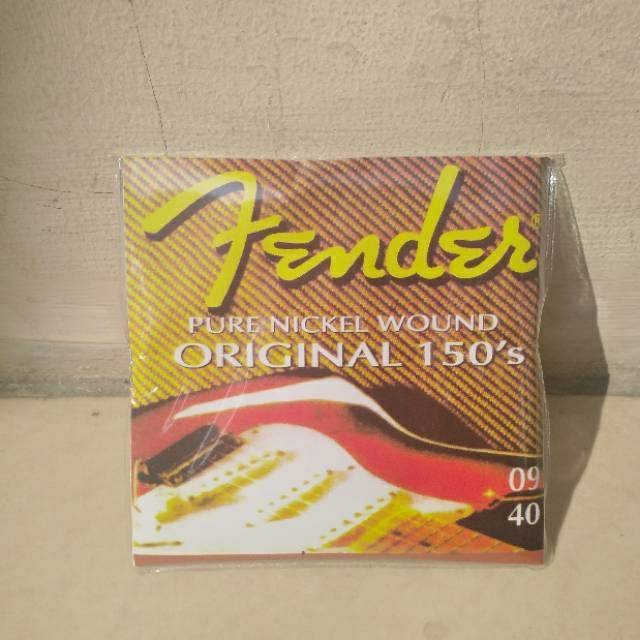 Fender®
PURE NICKEL WOUND
ORIGINAL 150's
09
40